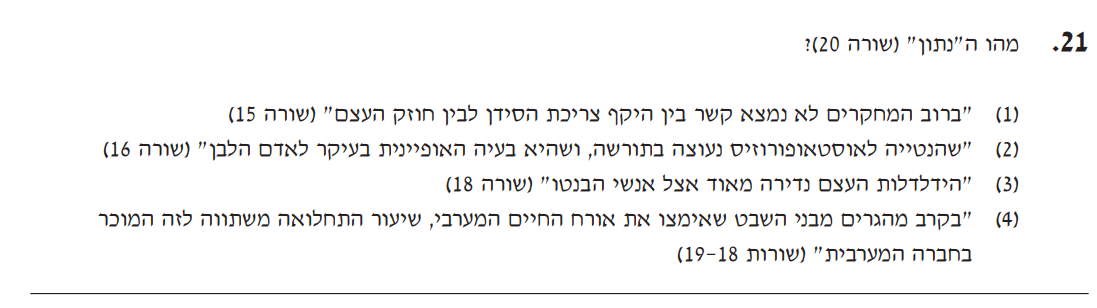 21. מהו ה"נתון" (שורה 20)?
(1) "ברוב המחקרים לא נמצא קשר בין היקף צריכת הסידן לבין חוזק העצם" (שורה 15)
(2) "שהנטייה לאוסטאופורוזיס נעוצה בתורשה, ושהיא בעיה האופיינית בעיקר לאדם הלבן" (שורה 16)
(3) "הידלדלות העצם נדירה מאוד אצל אנשי הבנטו" (שורה 18)
(4) "בקרב מהגרים מבני השבט שאימצו את אורח החיים המערבי, שיעור התחלואה משתווה לזה המוכר
בחברה המערבית" (שורות 18-19)